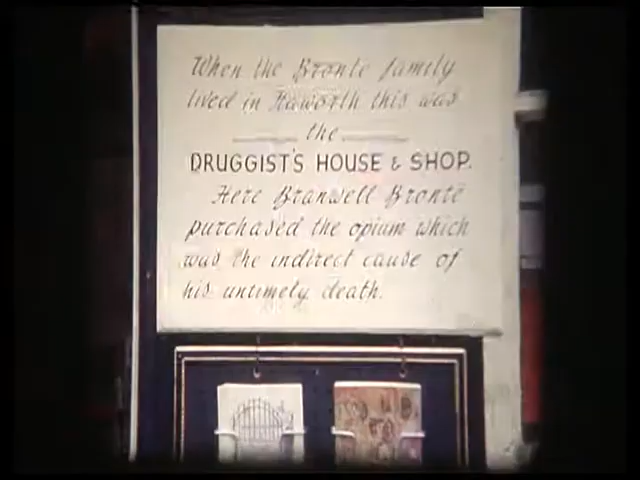 When the Bronte family
lived in Haworth this was
the
DRUGGIST'S HOUSE & SHOP.
Here Branwell Brontë
purchased the opium which
was the indirect cause of
his untimely death.